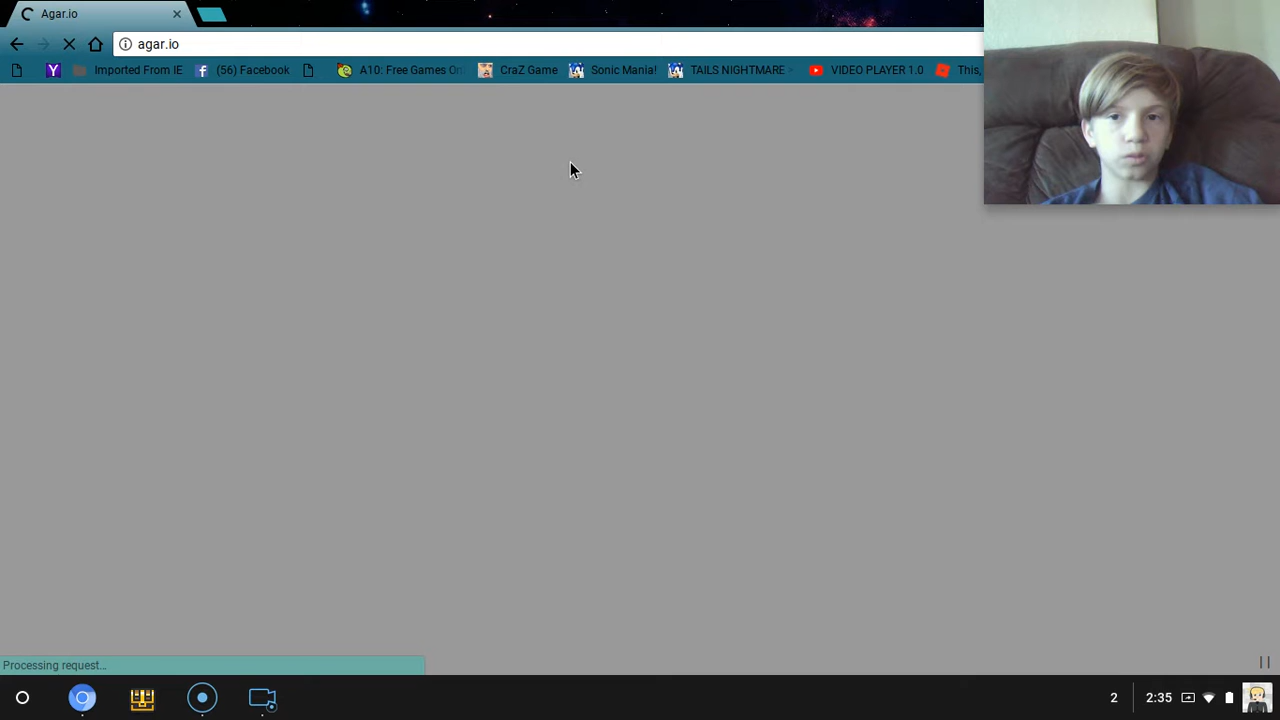 Agar.io
agar.io
Imported From IE (56) Facebook A10: Free Games On CraZ Game Sonic Mania! TAILS NIGHTMARE VIDEO PLAYER 1.0 This,
Processing request...
2 2:35